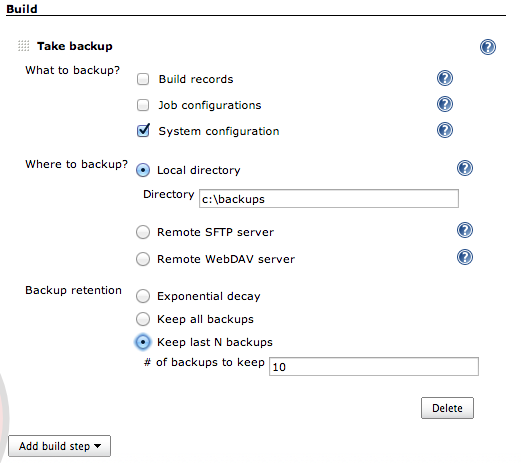 Build
Take backup ?
What to backup?
Build records ?
Job configurations ?
System configuration ?
Where to backup?
Local directory ?
Directory c:\backups
Remote SFTP server ?
Remote WebDAV server ?
Backup retention
Exponential decay
Keep all backups
Keep last N backups
# of backups to keep 10
Delete
Add build step